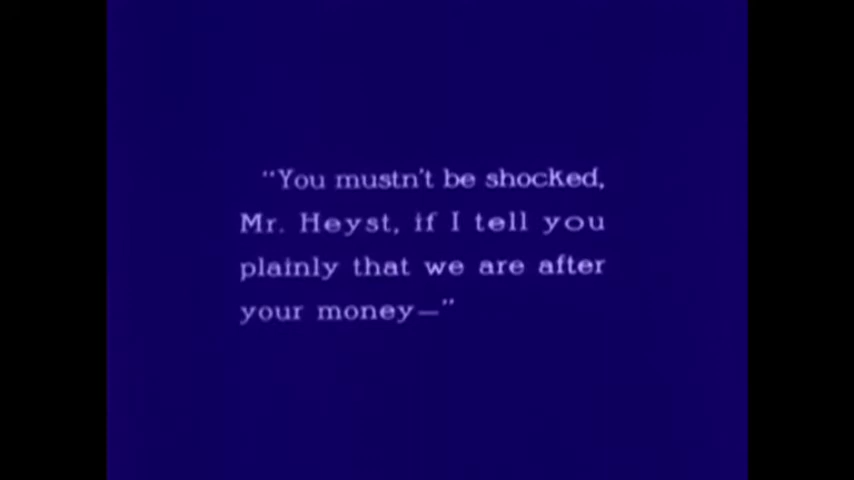 “You mustn't be shocked,
Mr. Heyst, if I tell you
plainly that we are after
your money—”